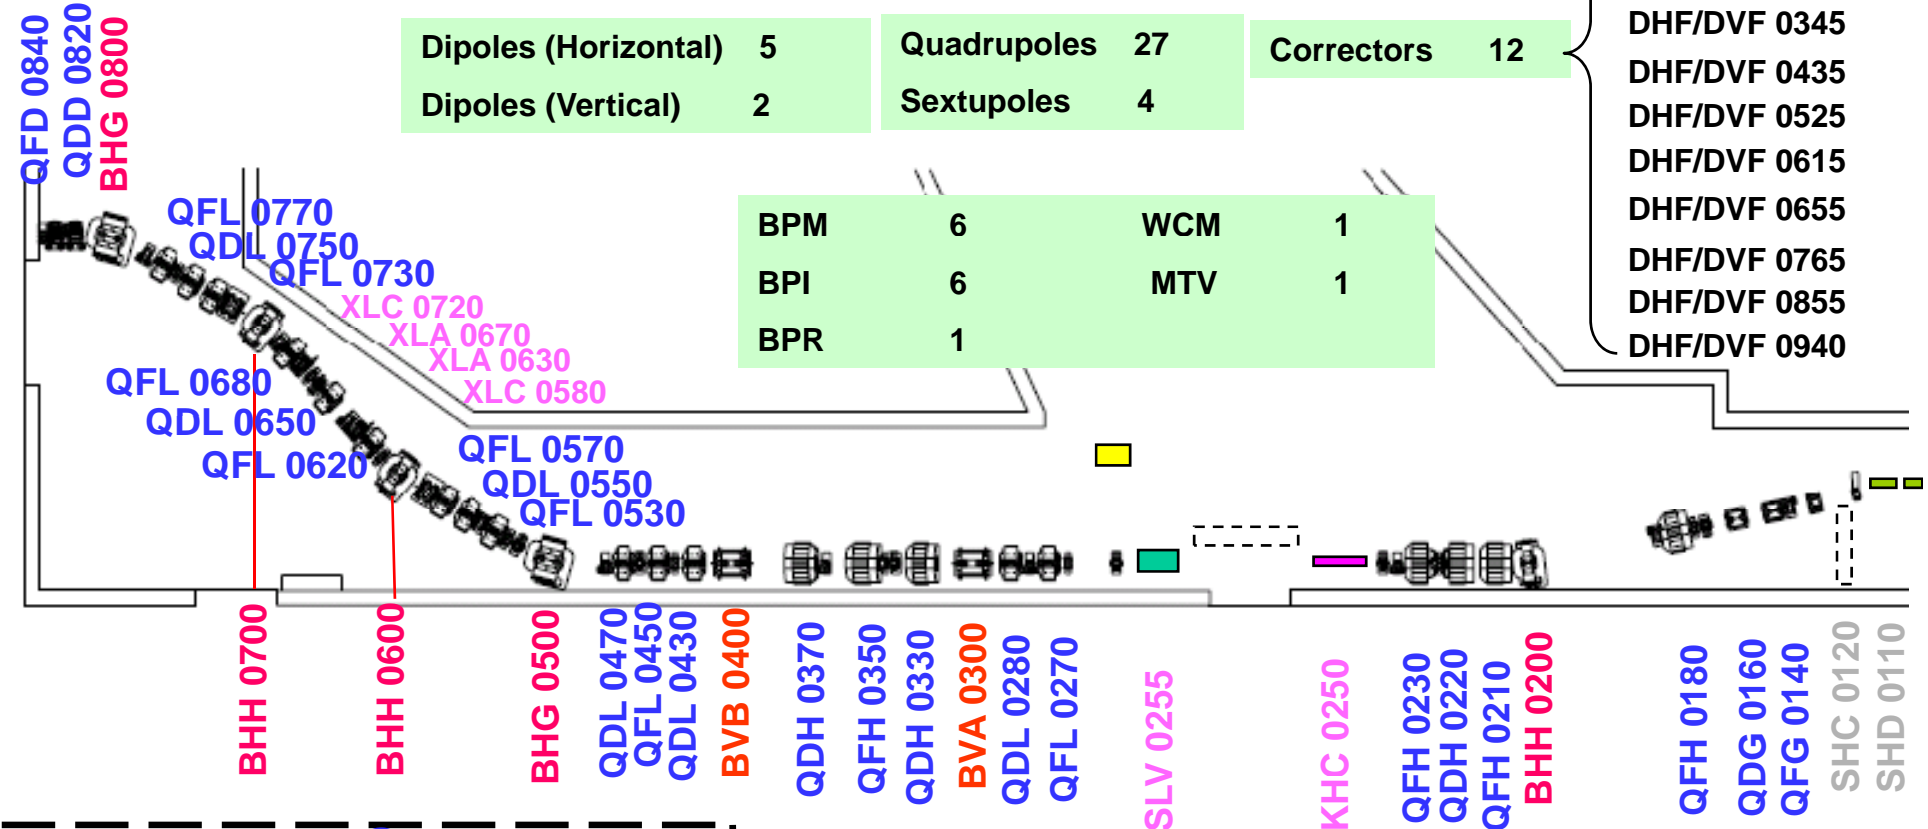 QFD 0840
QDD 0820
BHG 0800
Dipoles (Horizontal) 5
Dipoles (Vertical) 2
Quadrupoles 27
Sextupoles 4
Correctors 12
DHF/DVF 0345
DHF/DVF 0435
DHF/DVF 0525
DHF/DVF 0615
DHF/DVF 0655
DHF/DVF 0765
DHF/DVF 0855
DHF/DVF 0940
BPM 6 WCM 1
BPI 6 MTV 1
BPR 1
QFL 0770
QDL 0750
QFL 0730
XLC 0720
XLA 0670
XLA 0630
XLC 0580
QFL 0680
QDL 0650
QFL 0620
QFL 0570
QDL 0550
QFL 0530
BHH 0700
BHH 0600
BHG 0500
QDL 0470
QFL 0450
QDL 0430
BVB 0400
QDH 0370
QFH 0350
QDH 0330
BVA 0300
QDL 0280
QFL 0270
SLV 0255
KHC 0250
QFH 0230
QDH 0220
QFH 0210
BHH 0200
QFH 0180
QDG 0160
QFG 0140
SHC 0120
SHD 0110